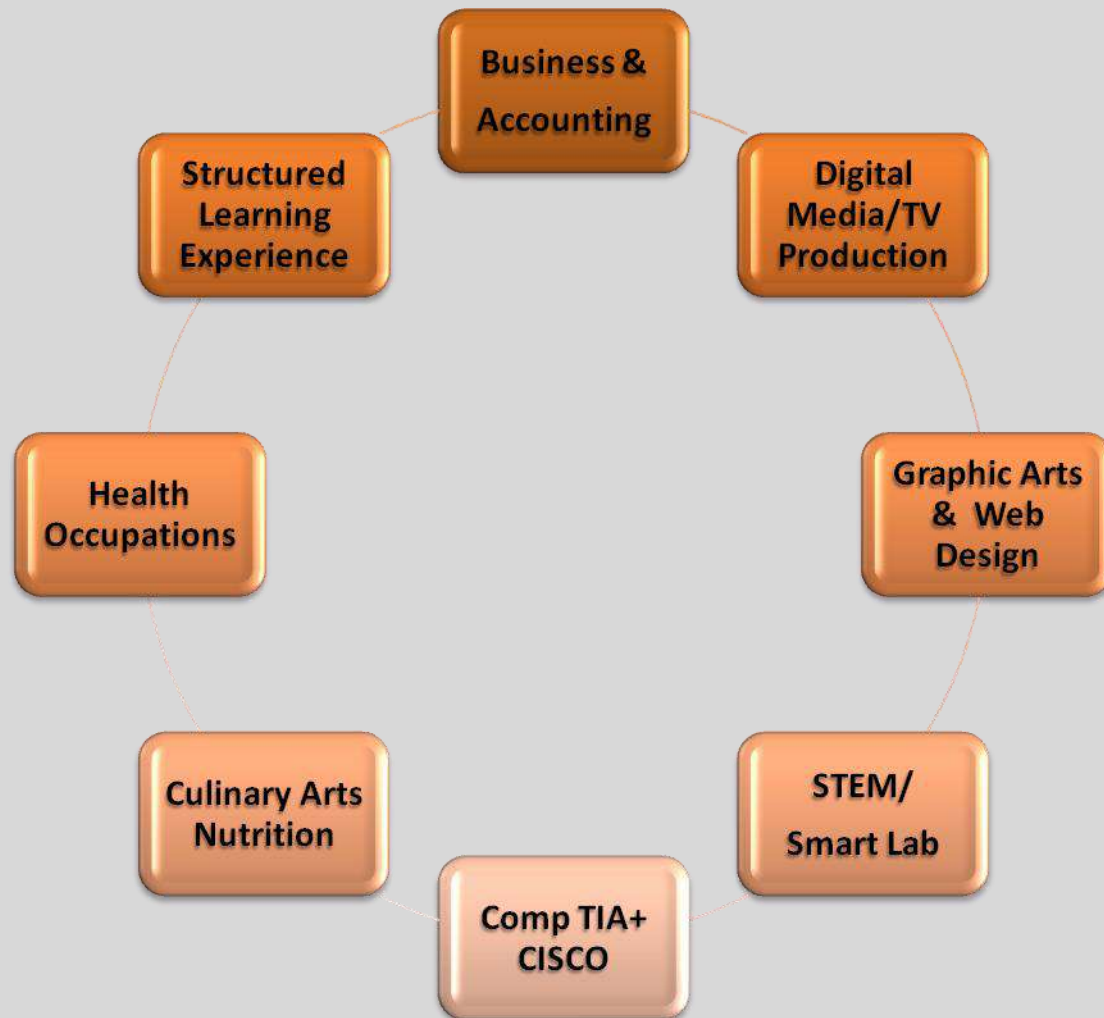 Business &
Accounting
Digital
Media/TV
Production
Graphic Arts
& Web
Design
STEM/
Smart Lab
Comp TIA+
CISCO
Culinary Arts
Nutrition
Health
Occupations
Structured
Learning
Experience